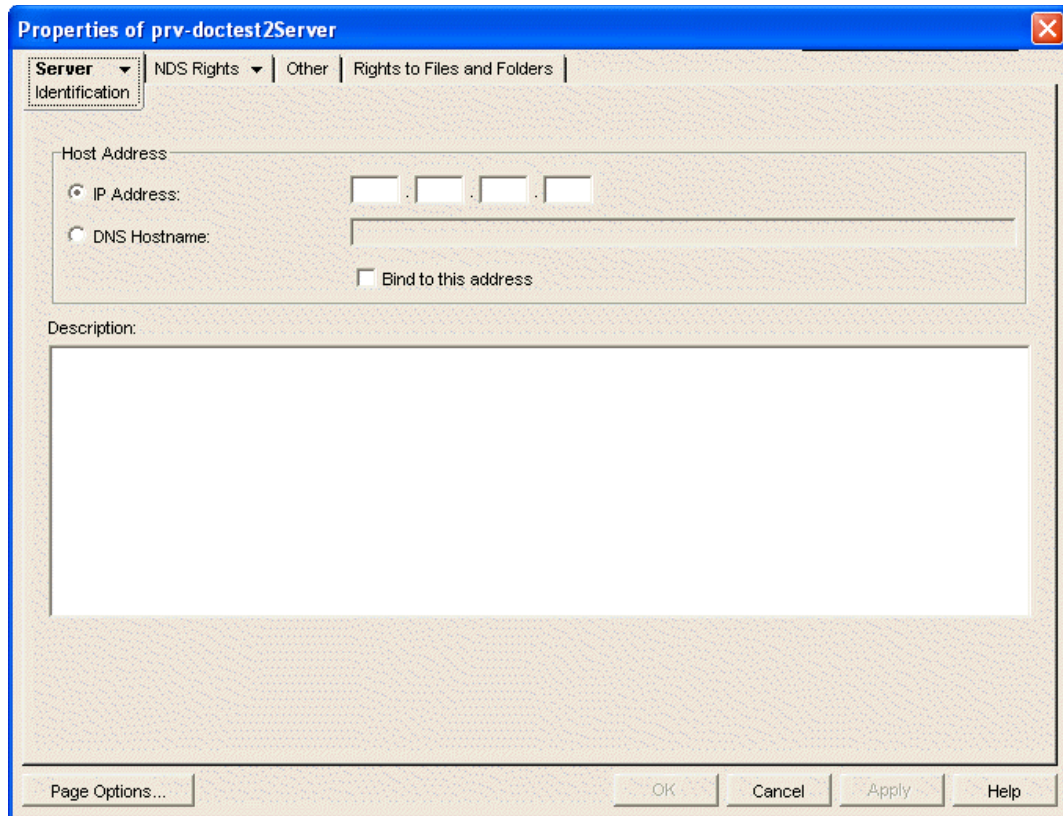 Properties of prv-doctest2Server
Server NDS Rights Other Rights to Files and Folders
Identification
Host Address
IP Address: . . .
DNS Hostname:
Bind to this address
Description:
Page Options... OK Cancel Apply Help